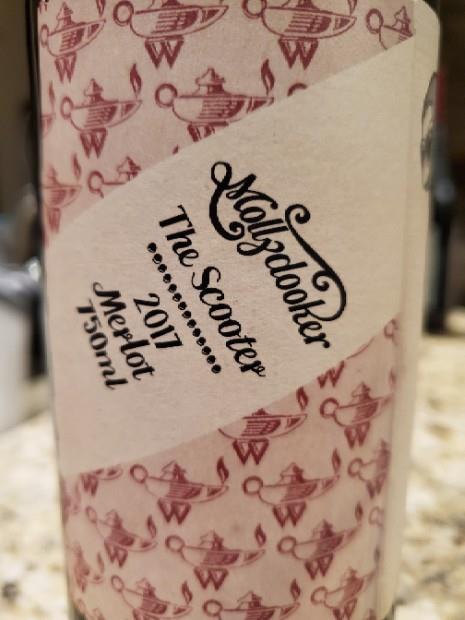 Mollydooker
The Scooter
2017
Merlot
750ml